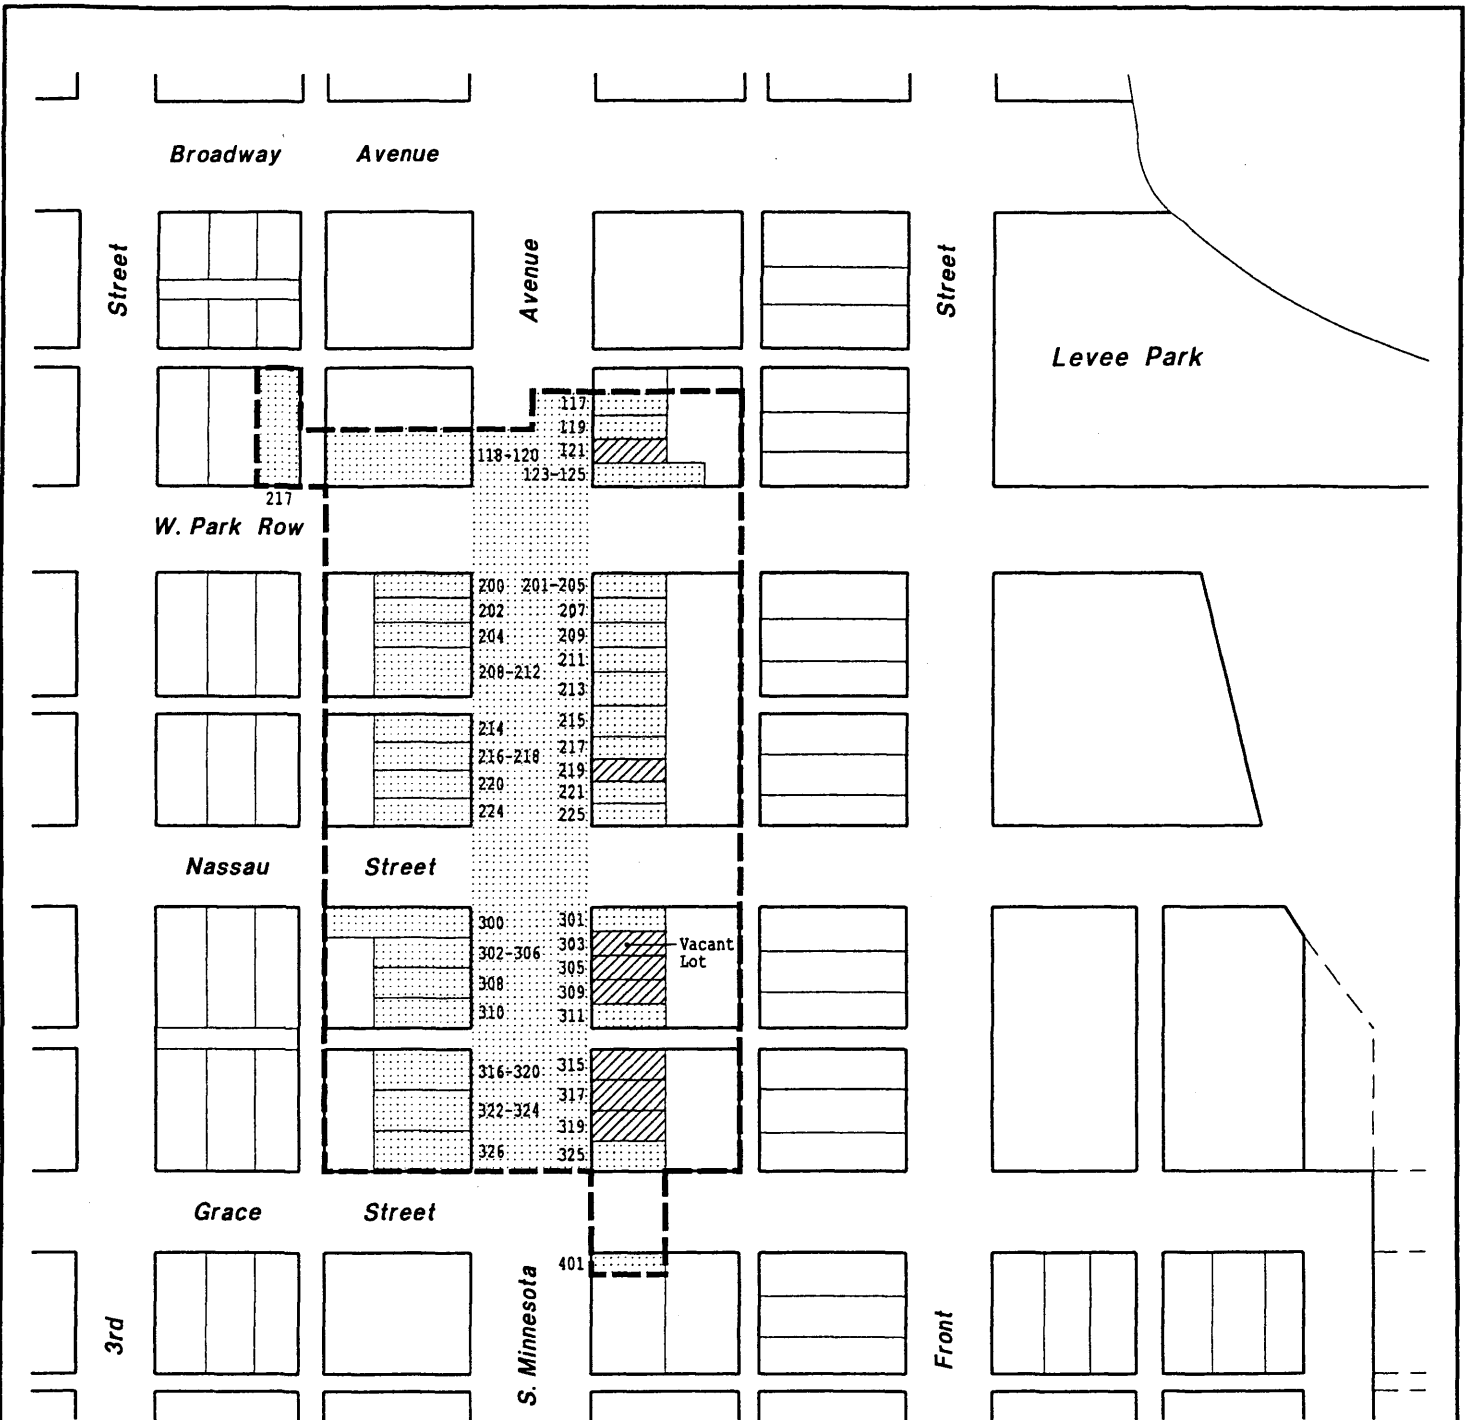 Broadway Avenue
Street
Avenue
Street
Levee Park
117
119
118-120 121
123-125
217
W. Park Row
200 201-205
202 207
204 209
211
208-212
213
214 215
217
216-218
219
220
221
224 225
Nassau Street
300 301
303 Vacant
302-306
Lot
305
308
309
310 311
315
316-320
317
322-324
319
326 325
Grace Street
401
3rd
S. Minnesota
Front